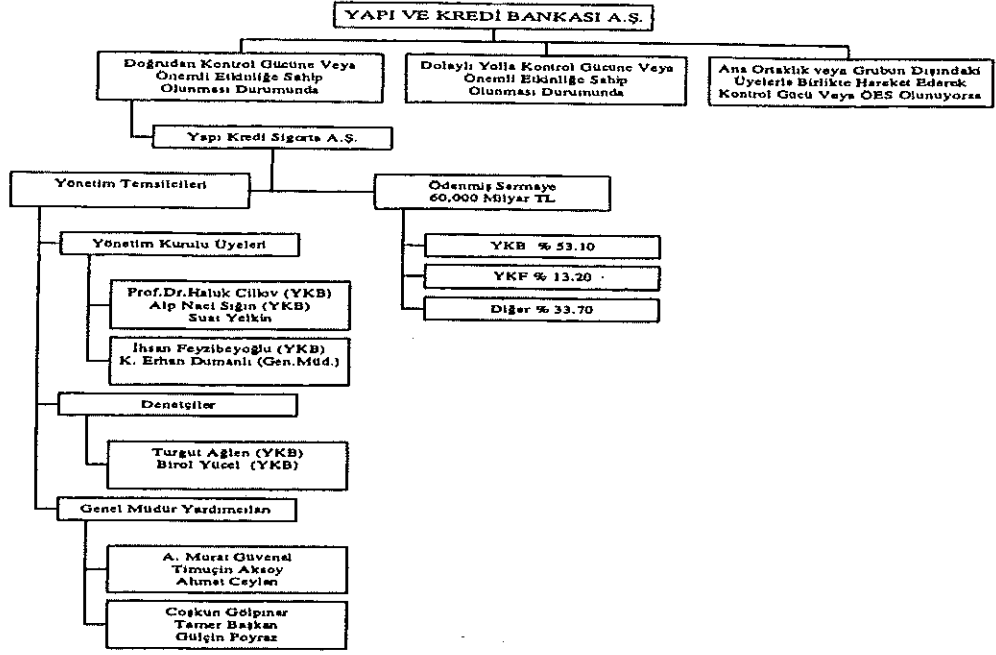 YAPI VE KREDİ BANKASI A.Ş.
Doğrudan Kontrol Gücüne Veya
Önemli Etkinliğe Sahip
Olunması Durumunda
Dolaylı Yolla Kontrol Gücüne Veya
Önemli Etkinliğe Sahip
Olunması Durumunda
Ana Ortaklık veya Grubun Dışındaki
Üyelerle Birlikte Hareket Ederek
Kontrol Gücü Veya ÖES Olunuyorsa
Yapı Kredi Sigorta A.Ş.
Yönetim Temsilcileri
Ödenmiş Sermaye
60,000 Milyar TL
Yönetim Kurulu Üyeleri
YKB % 53.10
YKF % 13.20
Diğer % 33.70
Prof.Dr.Haluk Cillov (YKB)
Alp Naci Sığın (YKB)
Suat Yelkin
İhsan Feyzibeyoğlu (YKB)
K. Erhan Dumanlı (Gen.Müd.)
Denetçiler
Turgut Ağlen (YKB)
Birol Yücel (YKB)
Genel Müdür Yardımcıları
A. Murat Güvenel
Timuçin Aksoy
Ahmet Ceylan
Coşkun Gölpınar
Tamer Başkan
Gülçin Poyraz